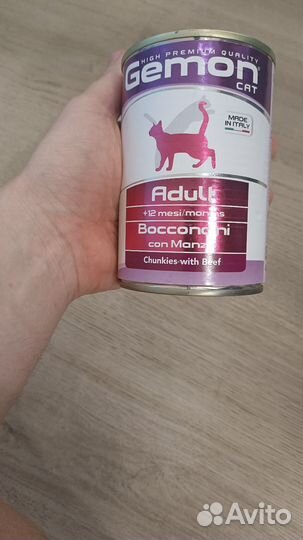 HIGH PREMIUM QUALITY
Gemon
CAT
MADE
IN ITALY
Adult
+12 mesi/months
Bocconcini
con Manzo
Chunkies with Beef
Avito